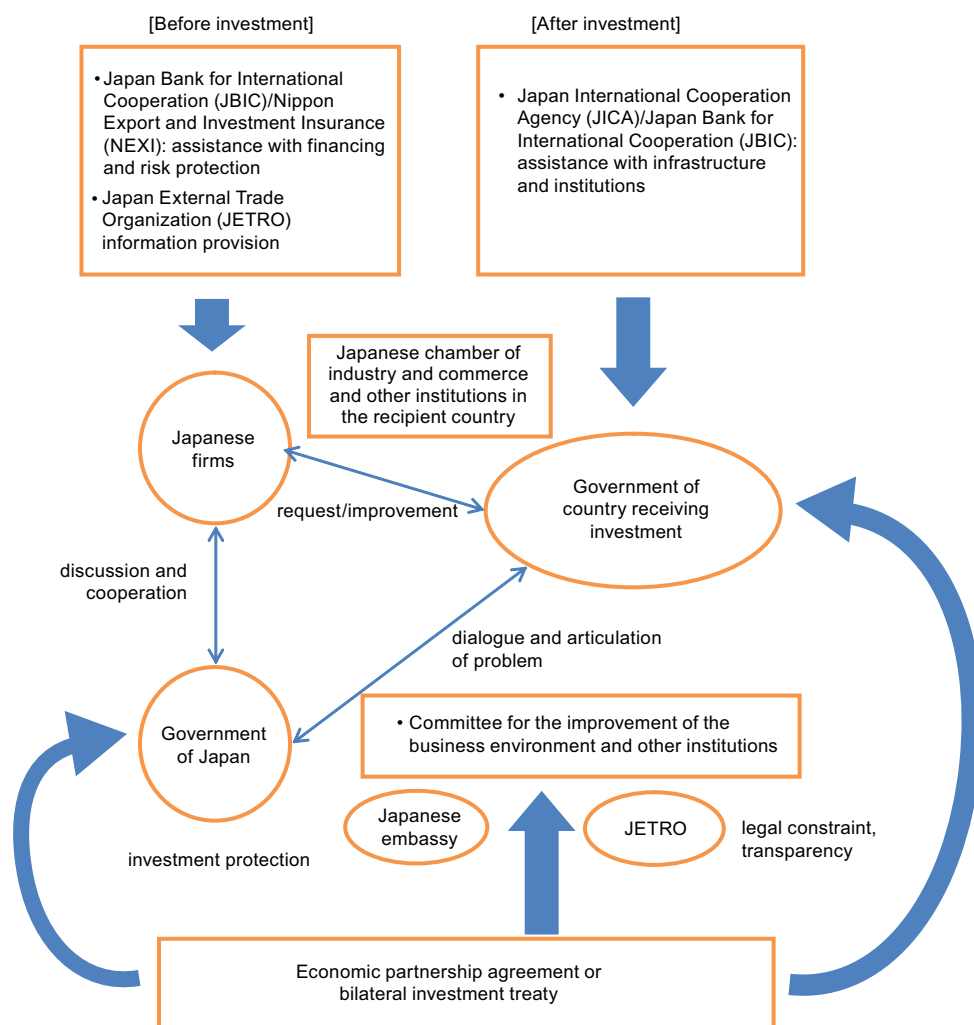 [Before investment]
[After investment]
• Japan Bank for International
Cooperation (JBIC)/Nippon
Export and Investment Insurance
(NEXI): assistance with financing
and risk protection
• Japan External Trade
Organization (JETRO)
information provision
• Japan International Cooperation
Agency (JICA)/Japan Bank for
International Cooperation (JBIC):
assistance with infrastructure
and institutions
Japanese chamber of
industry and commerce
and other institutions in
the recipient country
Japanese
firms
Government of
country receiving
investment
request/improvement
discussion and
cooperation
dialogue and articulation
of problem
Government
of Japan
• Committee for the improvement of the
business environment and other institutions
Japanese
embassy
JETRO
legal constraint,
transparency
investment protection
Economic partnership agreement or
bilateral investment treaty